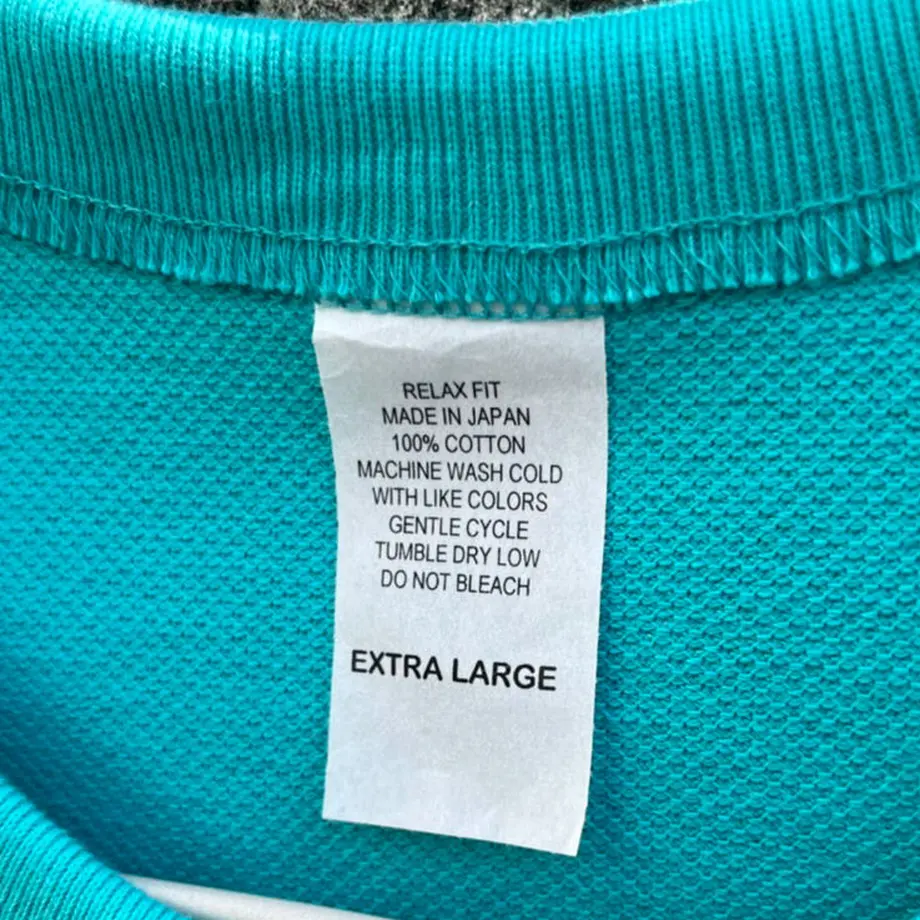 RELAX FIT
MADE IN JAPAN
100% COTTON
MACHINE WASH COLD
WITH LIKE COLORS
GENTLE CYCLE
TUMBLE DRY LOW
DO NOT BLEACH
EXTRA LARGE